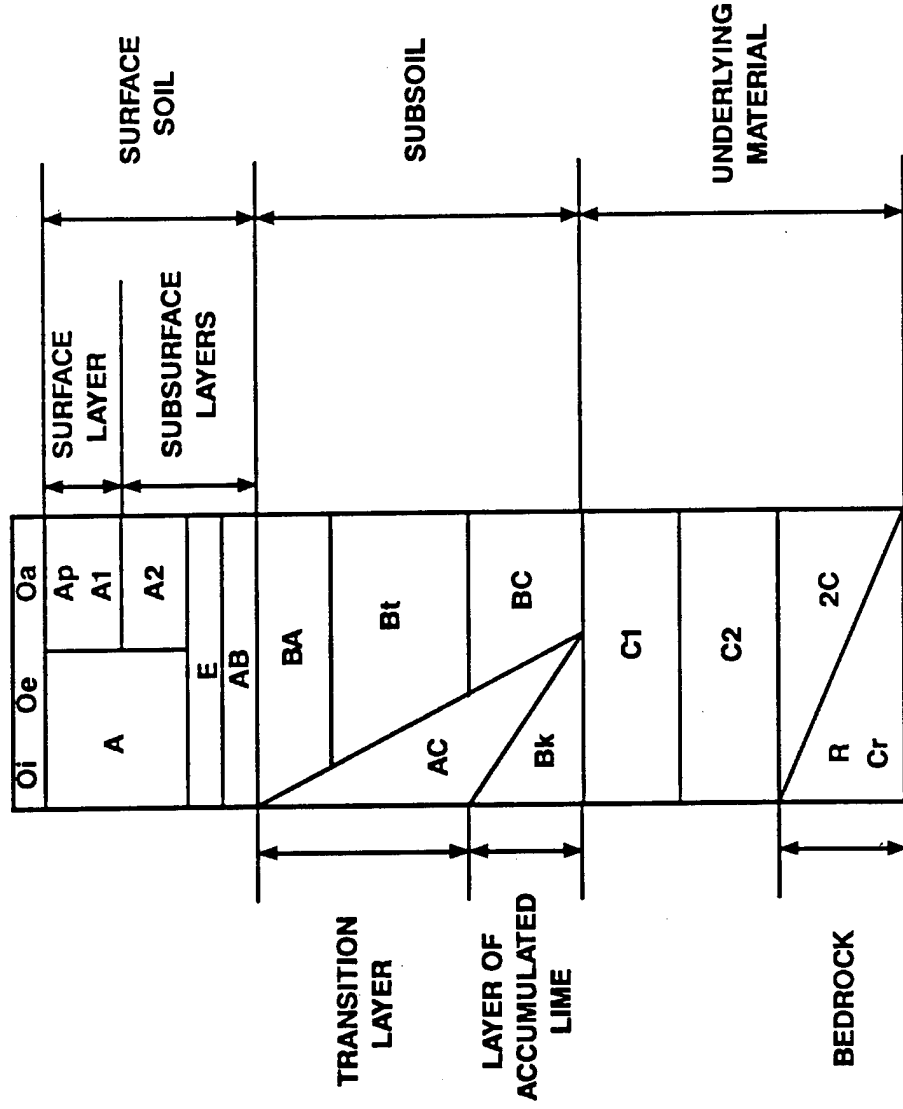 Oi Oe Oa
A
Ap
A1
A2
E
AB
BA
Bt
AC
BC
Bk
C1
C2
2C
R
Cr
SURFACE
LAYER
SUBSURFACE
LAYERS
SURFACE
SOIL
SUBSOIL
UNDERLYING
MATERIAL
TRANSITION
LAYER
LAYER OF
ACCUMULATED
LIME
BEDROCK